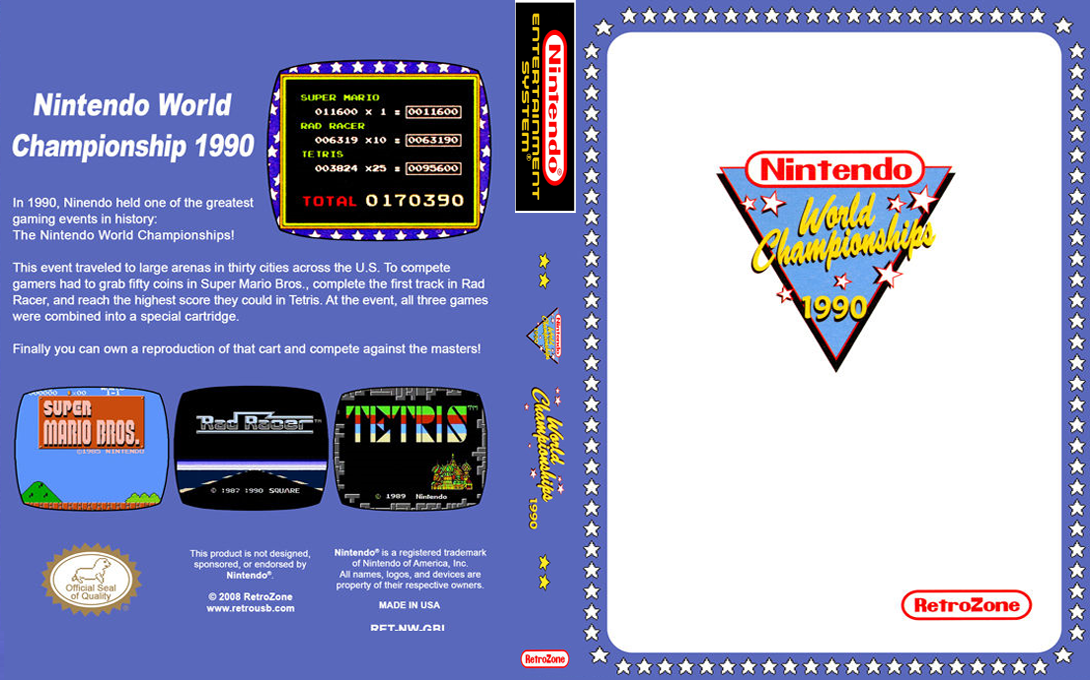 Nintendo World
Championship 1990
SUPER MARIO
011600 x 1 = 0011600
RAD RACER
006319 x10 = 0063190
TETRIS
003824 x25 = 0095600
TOTAL 0170390
In 1990, Ninendo held one of the greatest
gaming events in history:
The Nintendo World Championships!
This event traveled to large arenas in thirty cities across the U.S. To compete
gamers had to grab fifty coins in Super Mario Bros., complete the first track in Rad
Racer, and reach the highest score they could in Tetris. At the event, all three games
were combined into a special cartridge.
Finally you can own a reproduction of that cart and compete against the masters!
SUPER
MARIO BROS.
©1985 NINTENDO
Rad Racer™
© 1987 1990 SQUARE
TETRIS™
© 1989 Nintendo
Official Seal
of Quality
This product is not designed,
sponsored, or endorsed by
Nintendo®.
© 2008 RetroZone
www.retrousb.com
Nintendo® is a registered trademark
of Nintendo of America, Inc.
All names, logos, and devices are
property of their respective owners.
MADE IN USA
RET-NW-GBL
Nintendo®
ENTERTAINMENT
SYSTEM®
Nintendo
World
Championships
1990
World
Championships
1990
RetroZone
Nintendo
World
Championships
1990
RetroZone